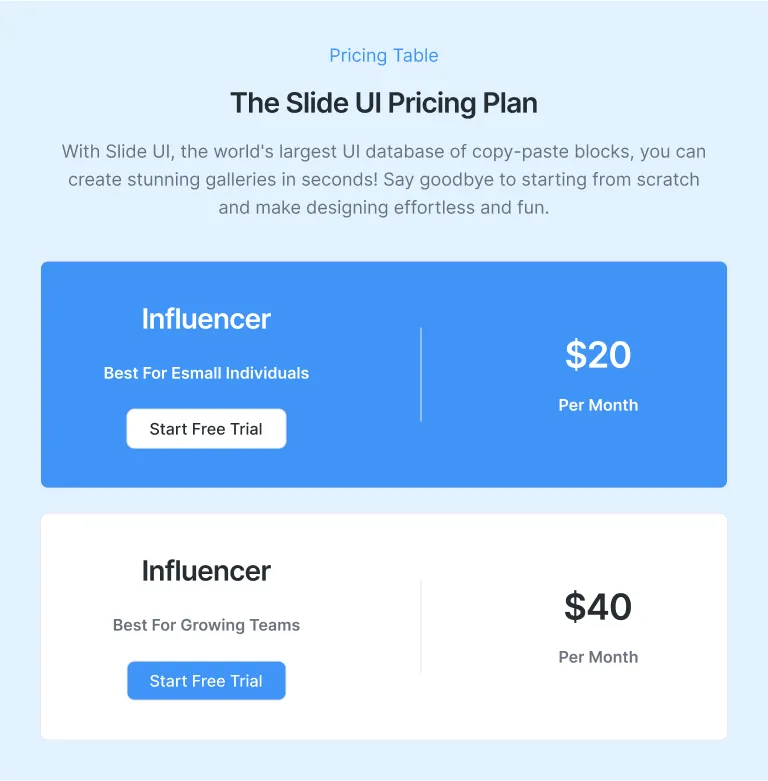 Pricing Table
The Slide UI Pricing Plan
With Slide UI, the world's largest UI database of copy-paste blocks, you can
create stunning galleries in seconds! Say goodbye to starting from scratch
and make designing effortless and fun.
Influencer
Best For Esmall Individuals
Start Free Trial
$20
Per Month
Influencer
Best For Growing Teams
Start Free Trial
$40
Per Month